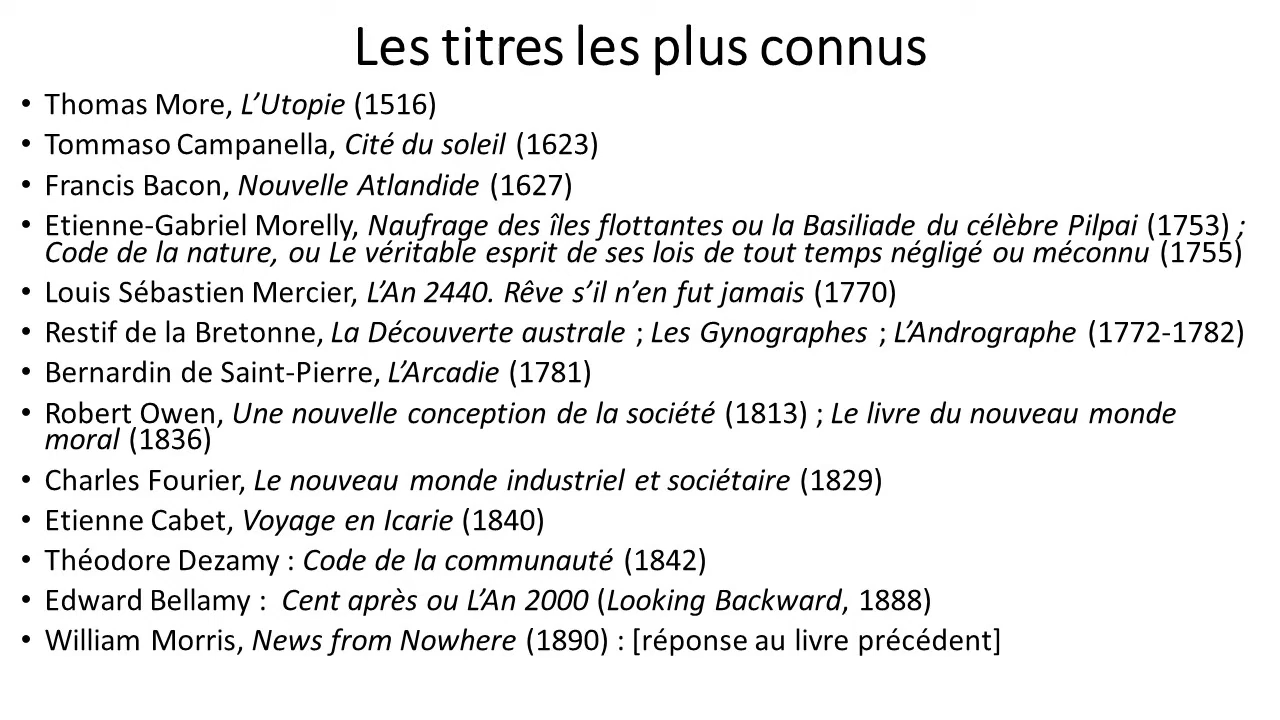 Les titres les plus connus
• Thomas More, L’Utopie (1516)
• Tommaso Campanella, Cité du soleil (1623)
• Francis Bacon, Nouvelle Atlandide (1627)
• Etienne-Gabriel Morelly, Naufrage des îles flottantes ou la Basiliade du célèbre Pilpai (1753) ;
Code de la nature, ou Le véritable esprit de ses lois de tout temps négligé ou méconnu (1755)
• Louis Sébastien Mercier, L’An 2440. Rêve s’il n’en fut jamais (1770)
• Restif de la Bretonne, La Découverte australe ; Les Gynographes ; L’Andrographe (1772-1782)
• Bernardin de Saint-Pierre, L’Arcadie (1781)
• Robert Owen, Une nouvelle conception de la société (1813) ; Le livre du nouveau monde
moral (1836)
• Charles Fourier, Le nouveau monde industriel et sociétaire (1829)
• Etienne Cabet, Voyage en Icarie (1840)
• Théodore Dezamy : Code de la communauté (1842)
• Edward Bellamy : Cent après ou L’An 2000 (Looking Backward, 1888)
• William Morris, News from Nowhere (1890) : [réponse au livre précédent]